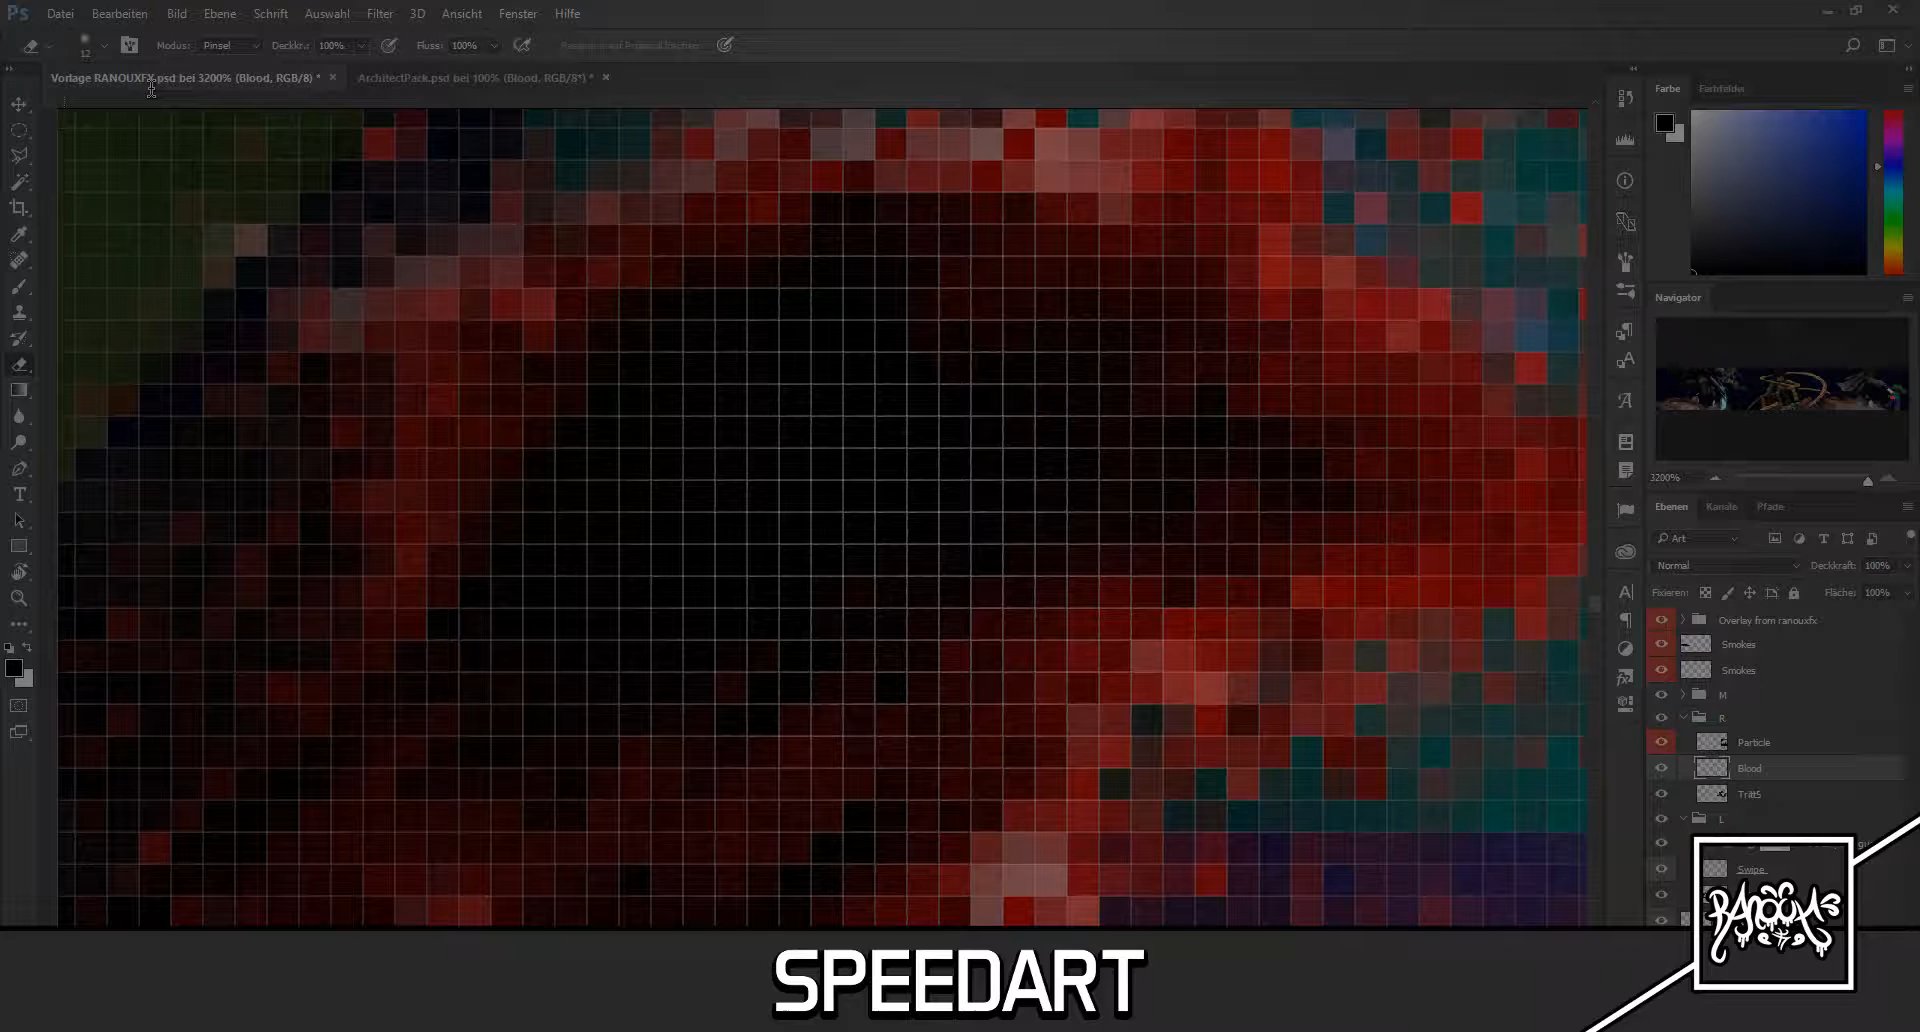 Ps Datei Bearbeiten Bild Ebene Schrift Auswahl Filter 3D Ansicht Fenster Hilfe
12 Modus: Pinsel Deckkr.: 100% Fluss: 100%
Vorlage RANOUXFX.psd bei 3200% (Blood, RGB/8) * × ArchitectPack.psd bei 100% (Blood, RGB/8*) * ×
Farbe Farbfelder
Navigator
3200%
Ebenen Kanäle Pfade
Art
Normal Deckkraft: 100%
Fixieren: Fläche: 100%
Overlay from ranouxfx
Smokes
Smokes
M
R
Particle
Blood
Tritt5
L
Swipe
SPEEDART